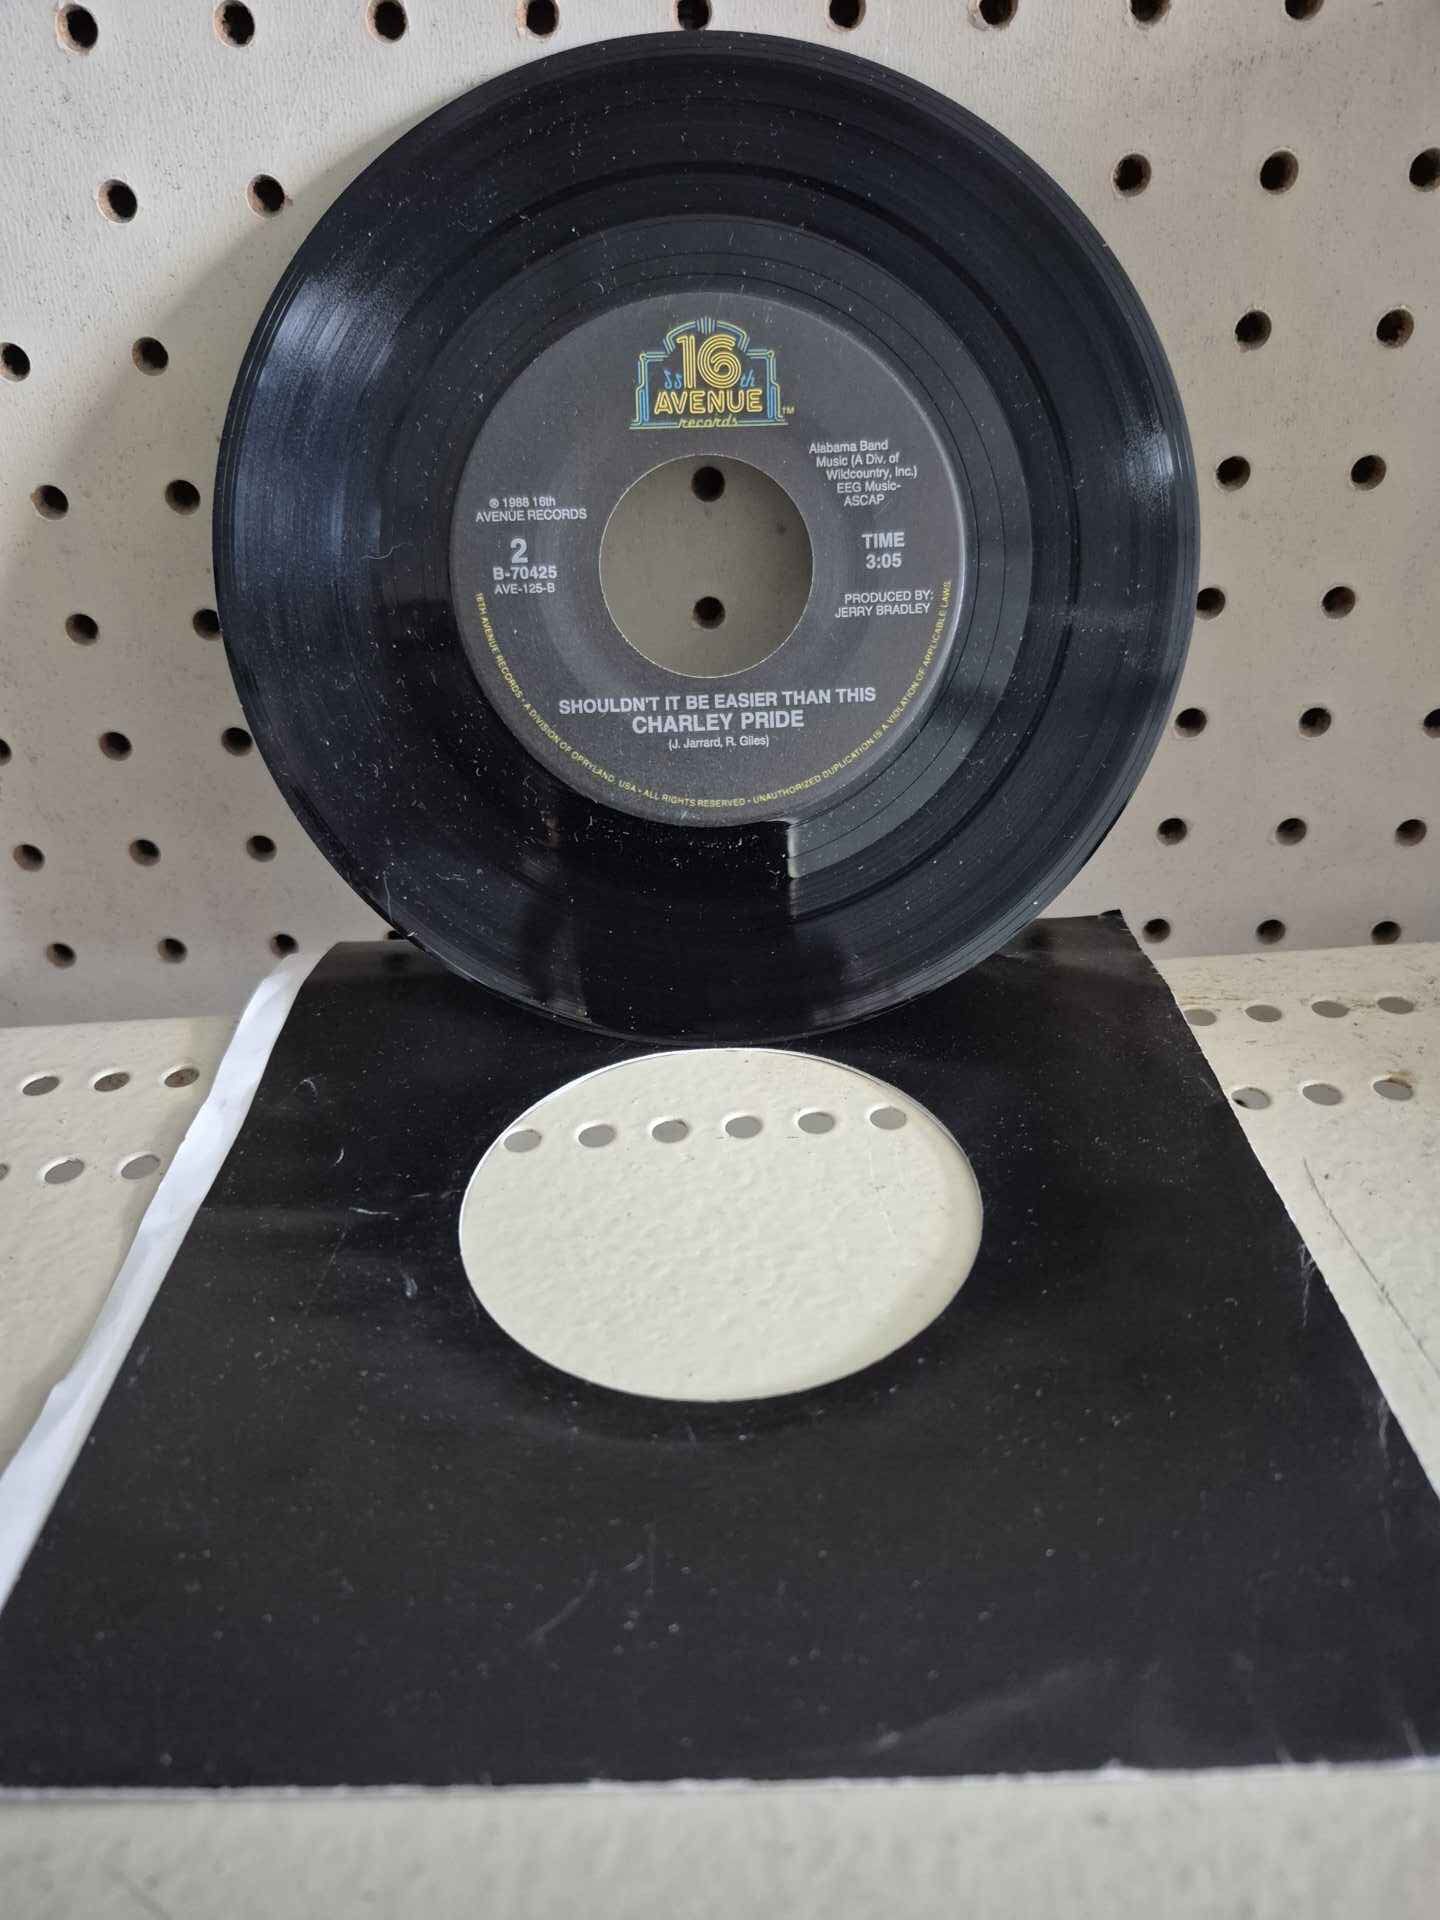 16th
AVENUE ™
records
Alabama Band
Music (A Div. of
Wildcountry, Inc.)
EEG Music-
ASCAP
℗ 1988 16th
AVENUE RECORDS
2
B-70425
AVE-125-B
TIME
3:05
PRODUCED BY:
JERRY BRADLEY
SHOULDN'T IT BE EASIER THAN THIS
CHARLEY PRIDE
(J. Jarrard, R. Giles)
16TH AVENUE RECORDS • A DIVISION OF OPRYLAND USA • ALL RIGHTS RESERVED • UNAUTHORIZED DUPLICATION IS A VIOLATION OF APPLICABLE LAWS.